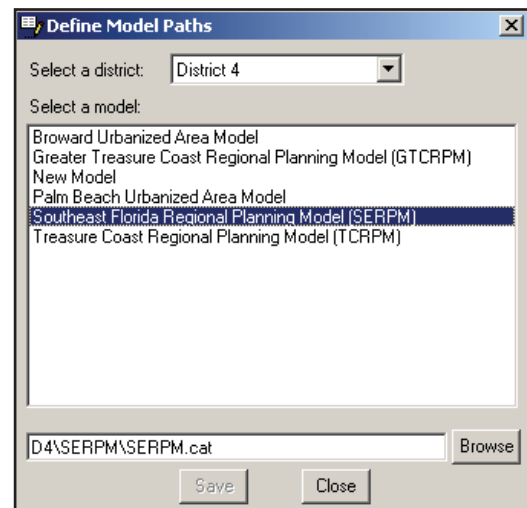 Define Model Paths
Select a district: District 4
Select a model:
Broward Urbanized Area Model
Greater Treasure Coast Regional Planning Model (GTCRPM)
New Model
Palm Beach Urbanized Area Model
Southeast Florida Regional Planning Model (SERPM)
Treasure Coast Regional Planning Model (TCRPM)
D4\SERPM\SERPM.cat Browse
Save Close